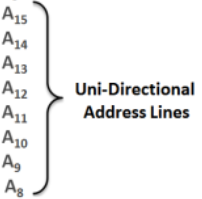 A₁₅
A₁₄
A₁₃
A₁₂
A₁₁
A₁₀
A₉
A₈
Uni-Directional
Address Lines